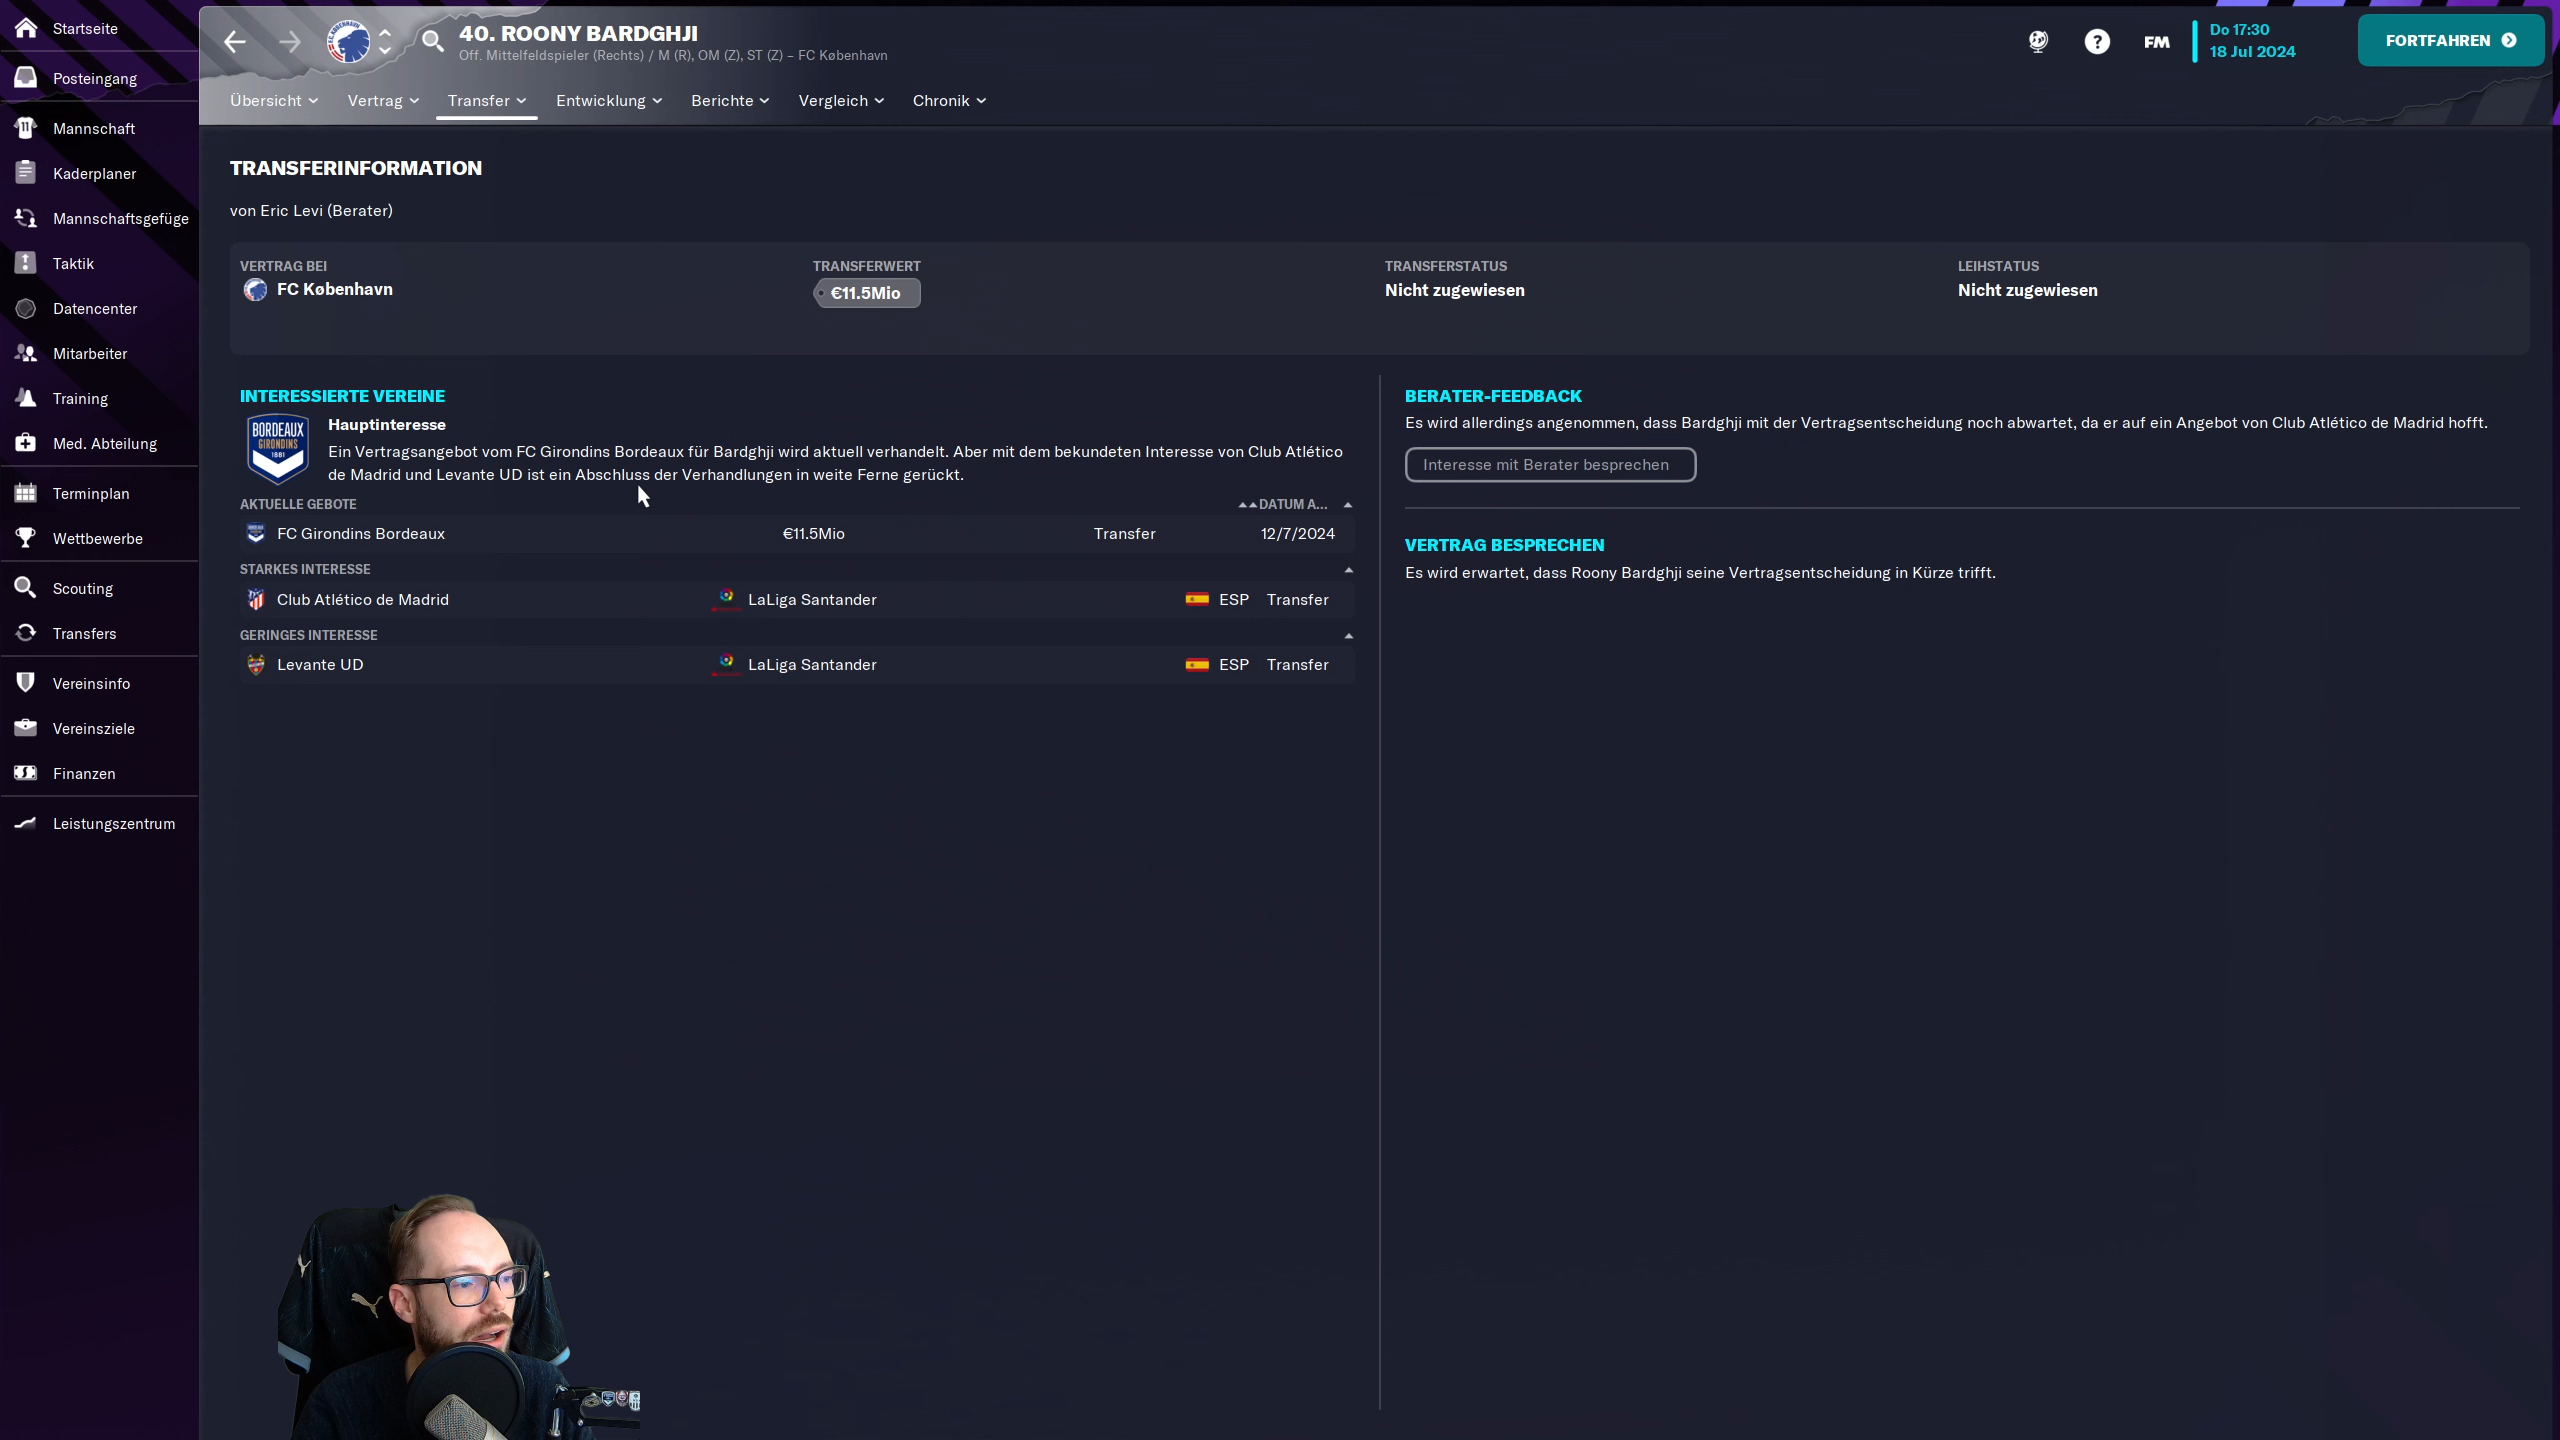 Startseite
Posteingang
Mannschaft
Kaderplaner
Mannschaftsgefüge
Taktik
Datencenter
Mitarbeiter
Training
Med. Abteilung
Terminplan
Wettbewerbe
Scouting
Transfers
Vereinsinfo
Vereinsziele
Finanzen
Leistungszentrum
40. ROONY BARDGHJI
Off. Mittelfeldspieler (Rechts) / M (R), OM (Z), ST (Z) – FC København
?
FM
Do 17:30
18 Jul 2024
FORTFAHREN
Übersicht
Vertrag
Transfer
Entwicklung
Berichte
Vergleich
Chronik
TRANSFERINFORMATION
von Eric Levi (Berater)
VERTRAG BEI
FC København
TRANSFERWERT
€11.5Mio
TRANSFERSTATUS
Nicht zugewiesen
LEIHSTATUS
Nicht zugewiesen
INTERESSIERTE VEREINE
BORDEAUX
GIRONDINS
1881
Hauptinteresse
Ein Vertragsangebot vom FC Girondins Bordeaux für Bardghji wird aktuell verhandelt. Aber mit dem bekundeten Interesse von Club Atlético
de Madrid und Levante UD ist ein Abschluss der Verhandlungen in weite Ferne gerückt.
AKTUELLE GEBOTE
DATUM A...
FC Girondins Bordeaux €11.5Mio Transfer 12/7/2024
STARKES INTERESSE
Club Atlético de Madrid LaLiga Santander ESP Transfer
GERINGES INTERESSE
Levante UD LaLiga Santander ESP Transfer
BERATER-FEEDBACK
Es wird allerdings angenommen, dass Bardghji mit der Vertragsentscheidung noch abwartet, da er auf ein Angebot von Club Atlético de Madrid hofft.
Interesse mit Berater besprechen
VERTRAG BESPRECHEN
Es wird erwartet, dass Roony Bardghji seine Vertragsentscheidung in Kürze trifft.